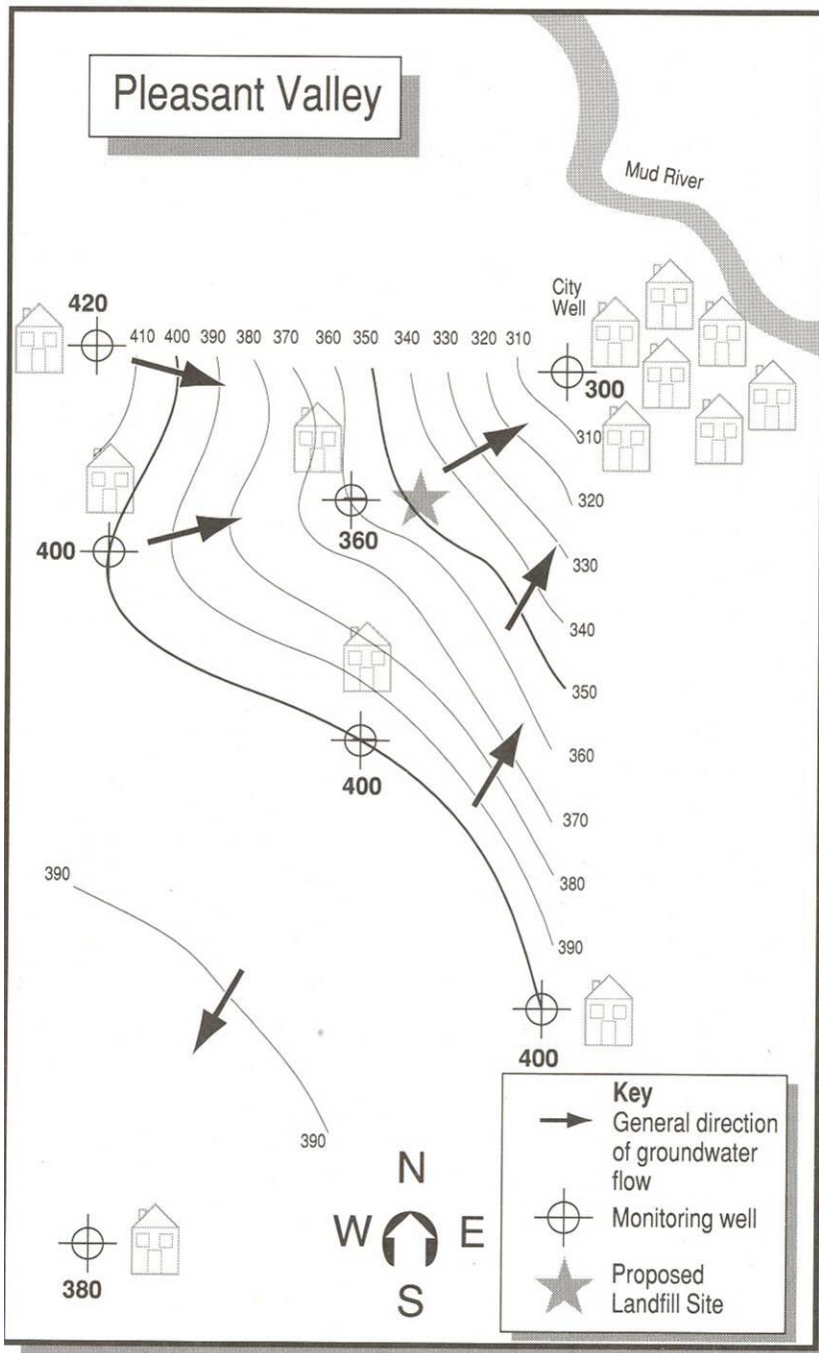 Pleasant Valley
Mud River
City
Well
420
410 400 390 380 370 360 350 340 330 320 310
300
310
320
330
340
350
360
370
380
390
400
360
400
390
390
400
380
N
W E
S
Key
General direction
of groundwater
flow
Monitoring well
Proposed
Landfill Site